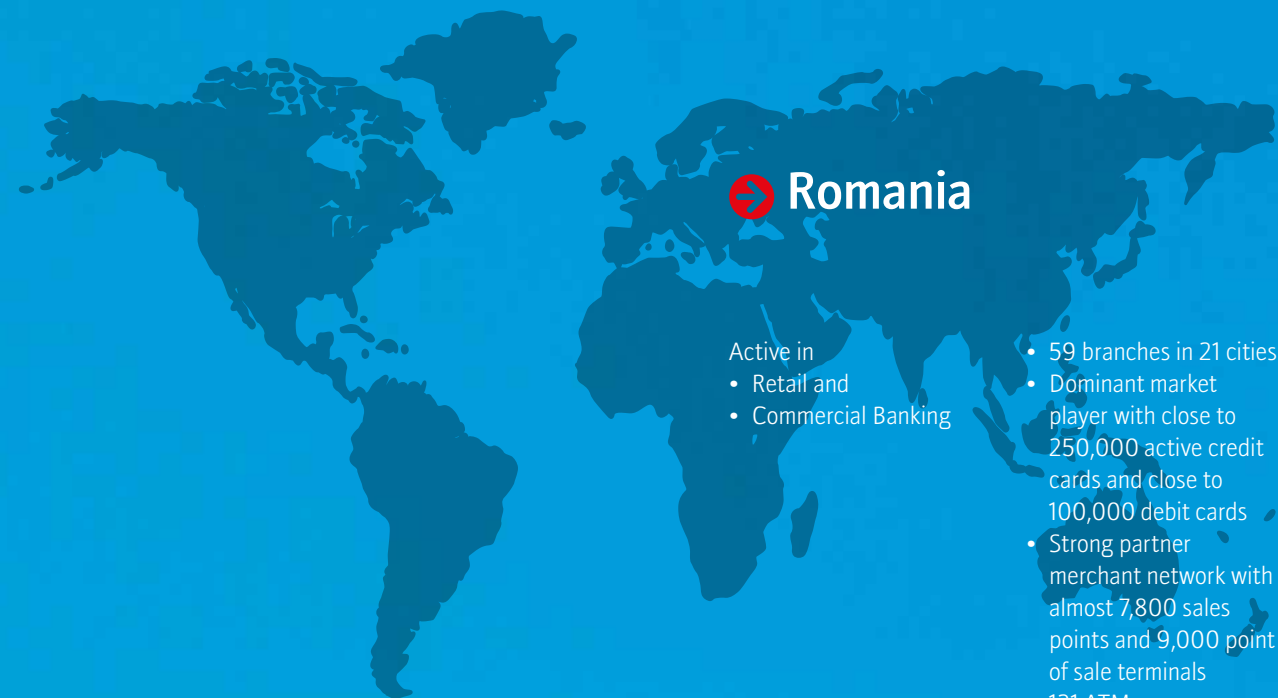 Romania
Active in
• Retail and
• Commercial Banking
• 59 branches in 21 cities
• Dominant market
player with close to
250,000 active credit
cards and close to
100,000 debit cards
• Strong partner
merchant network with
almost 7,800 sales
points and 9,000 point
of sale terminals